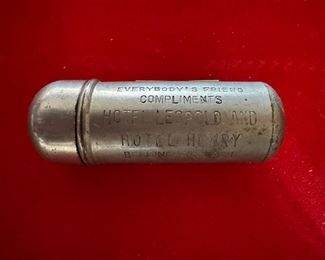 EVERYBODY'S FRIEND
COMPLIMENTS
HOTEL LEOPOLD AND
HOTEL HENRY